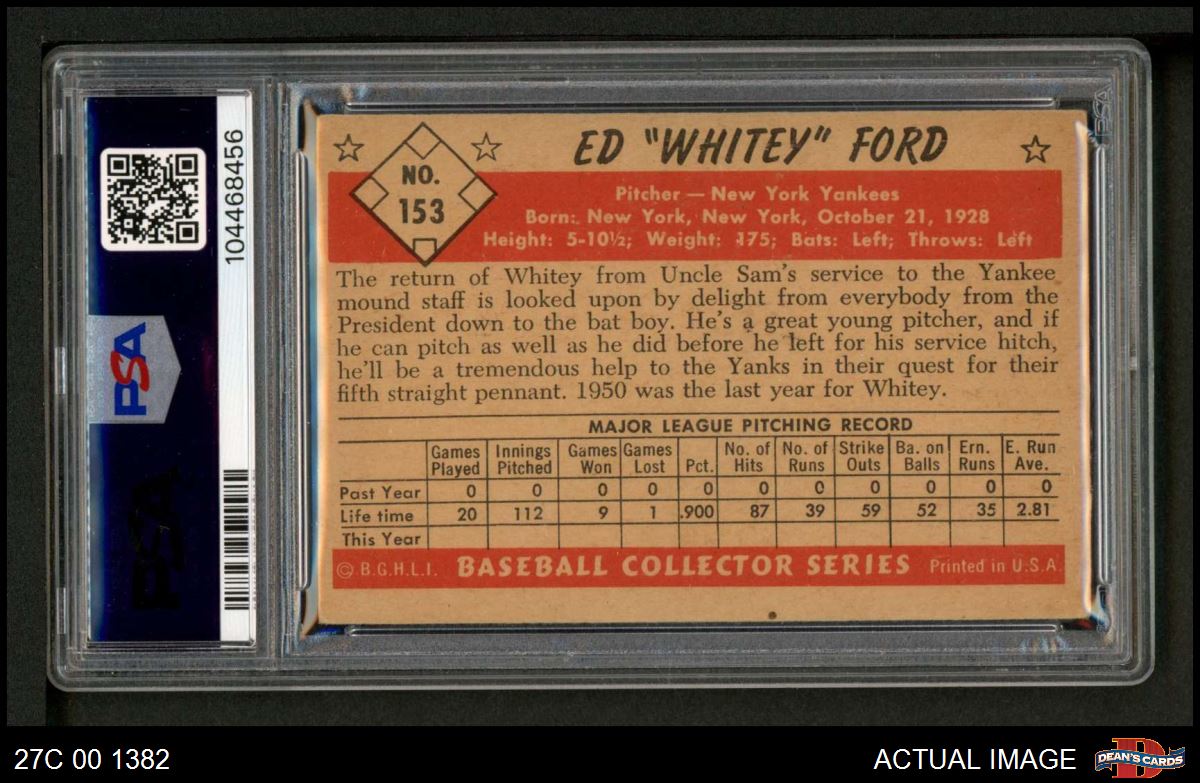 104468456
PSA
PSA
PSA
NO.
153
ED "WHITEY" FORD
Pitcher — New York Yankees
Born: New York, New York, October 21, 1928
Height: 5-10½; Weight: 175; Bats: Left; Throws: Left
The return of Whitey from Uncle Sam's service to the Yankee
mound staff is looked upon by delight from everybody from the
President down to the bat boy. He's a great young pitcher, and if
he can pitch as well as he did before he left for his service hitch,
he'll be a tremendous help to the Yanks in their quest for their
fifth straight pennant. 1950 was the last year for Whitey.
MAJOR LEAGUE PITCHING RECORD
Games Played Innings Pitched Games Won Games Lost Pct. No. of Hits No. of Runs Strike Outs Ba. on Balls Ern. Runs E. Run Ave.
Past Year 0 0 0 0 0 0 0 0 0 0 0
Life time 20 112 9 1 .900 87 39 59 52 35 2.81
This Year
© B.G.H.L.I. BASEBALL COLLECTOR SERIES Printed in U.S.A.
27C 00 1382
ACTUAL IMAGE
DEAN'S CARDS